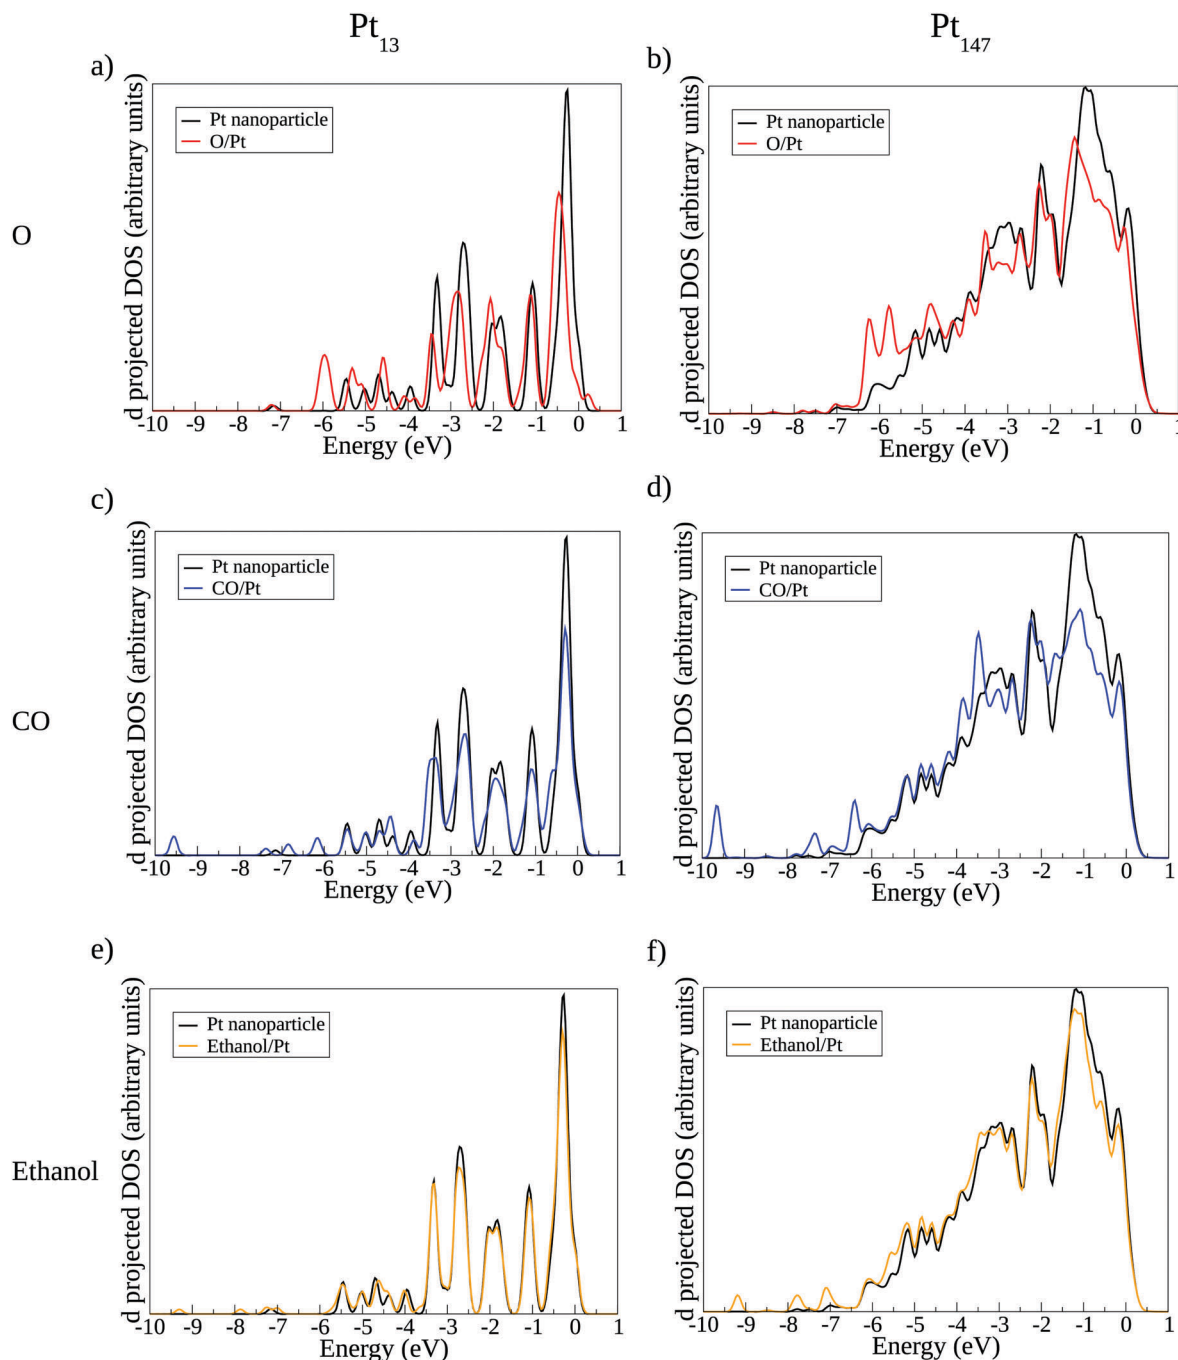 Pt13 Pt147
a) b)
O
d projected DOS (arbitrary units)
Pt nanoparticle
O/Pt
-10 -9 -8 -7 -6 -5 -4 -3 -2 -1 0 1
Energy (eV)
d projected DOS (arbitrary units)
Pt nanoparticle
O/Pt
-10 -9 -8 -7 -6 -5 -4 -3 -2 -1 0 1
Energy (eV)
c) d)
CO
d projected DOS (arbitrary units)
Pt nanoparticle
CO/Pt
-10 -9 -8 -7 -6 -5 -4 -3 -2 -1 0 1
Energy (eV)
d projected DOS (arbitrary units)
Pt nanoparticle
CO/Pt
-10 -9 -8 -7 -6 -5 -4 -3 -2 -1 0 1
Energy (eV)
e) f)
Ethanol
d projected DOS (arbitrary units)
Pt nanoparticle
Ethanol/Pt
-10 -9 -8 -7 -6 -5 -4 -3 -2 -1 0 1
Energy (eV)
d projected DOS (arbitrary units)
Pt nanoparticle
Ethanol/Pt
-10 -9 -8 -7 -6 -5 -4 -3 -2 -1 0 1
Energy (eV)